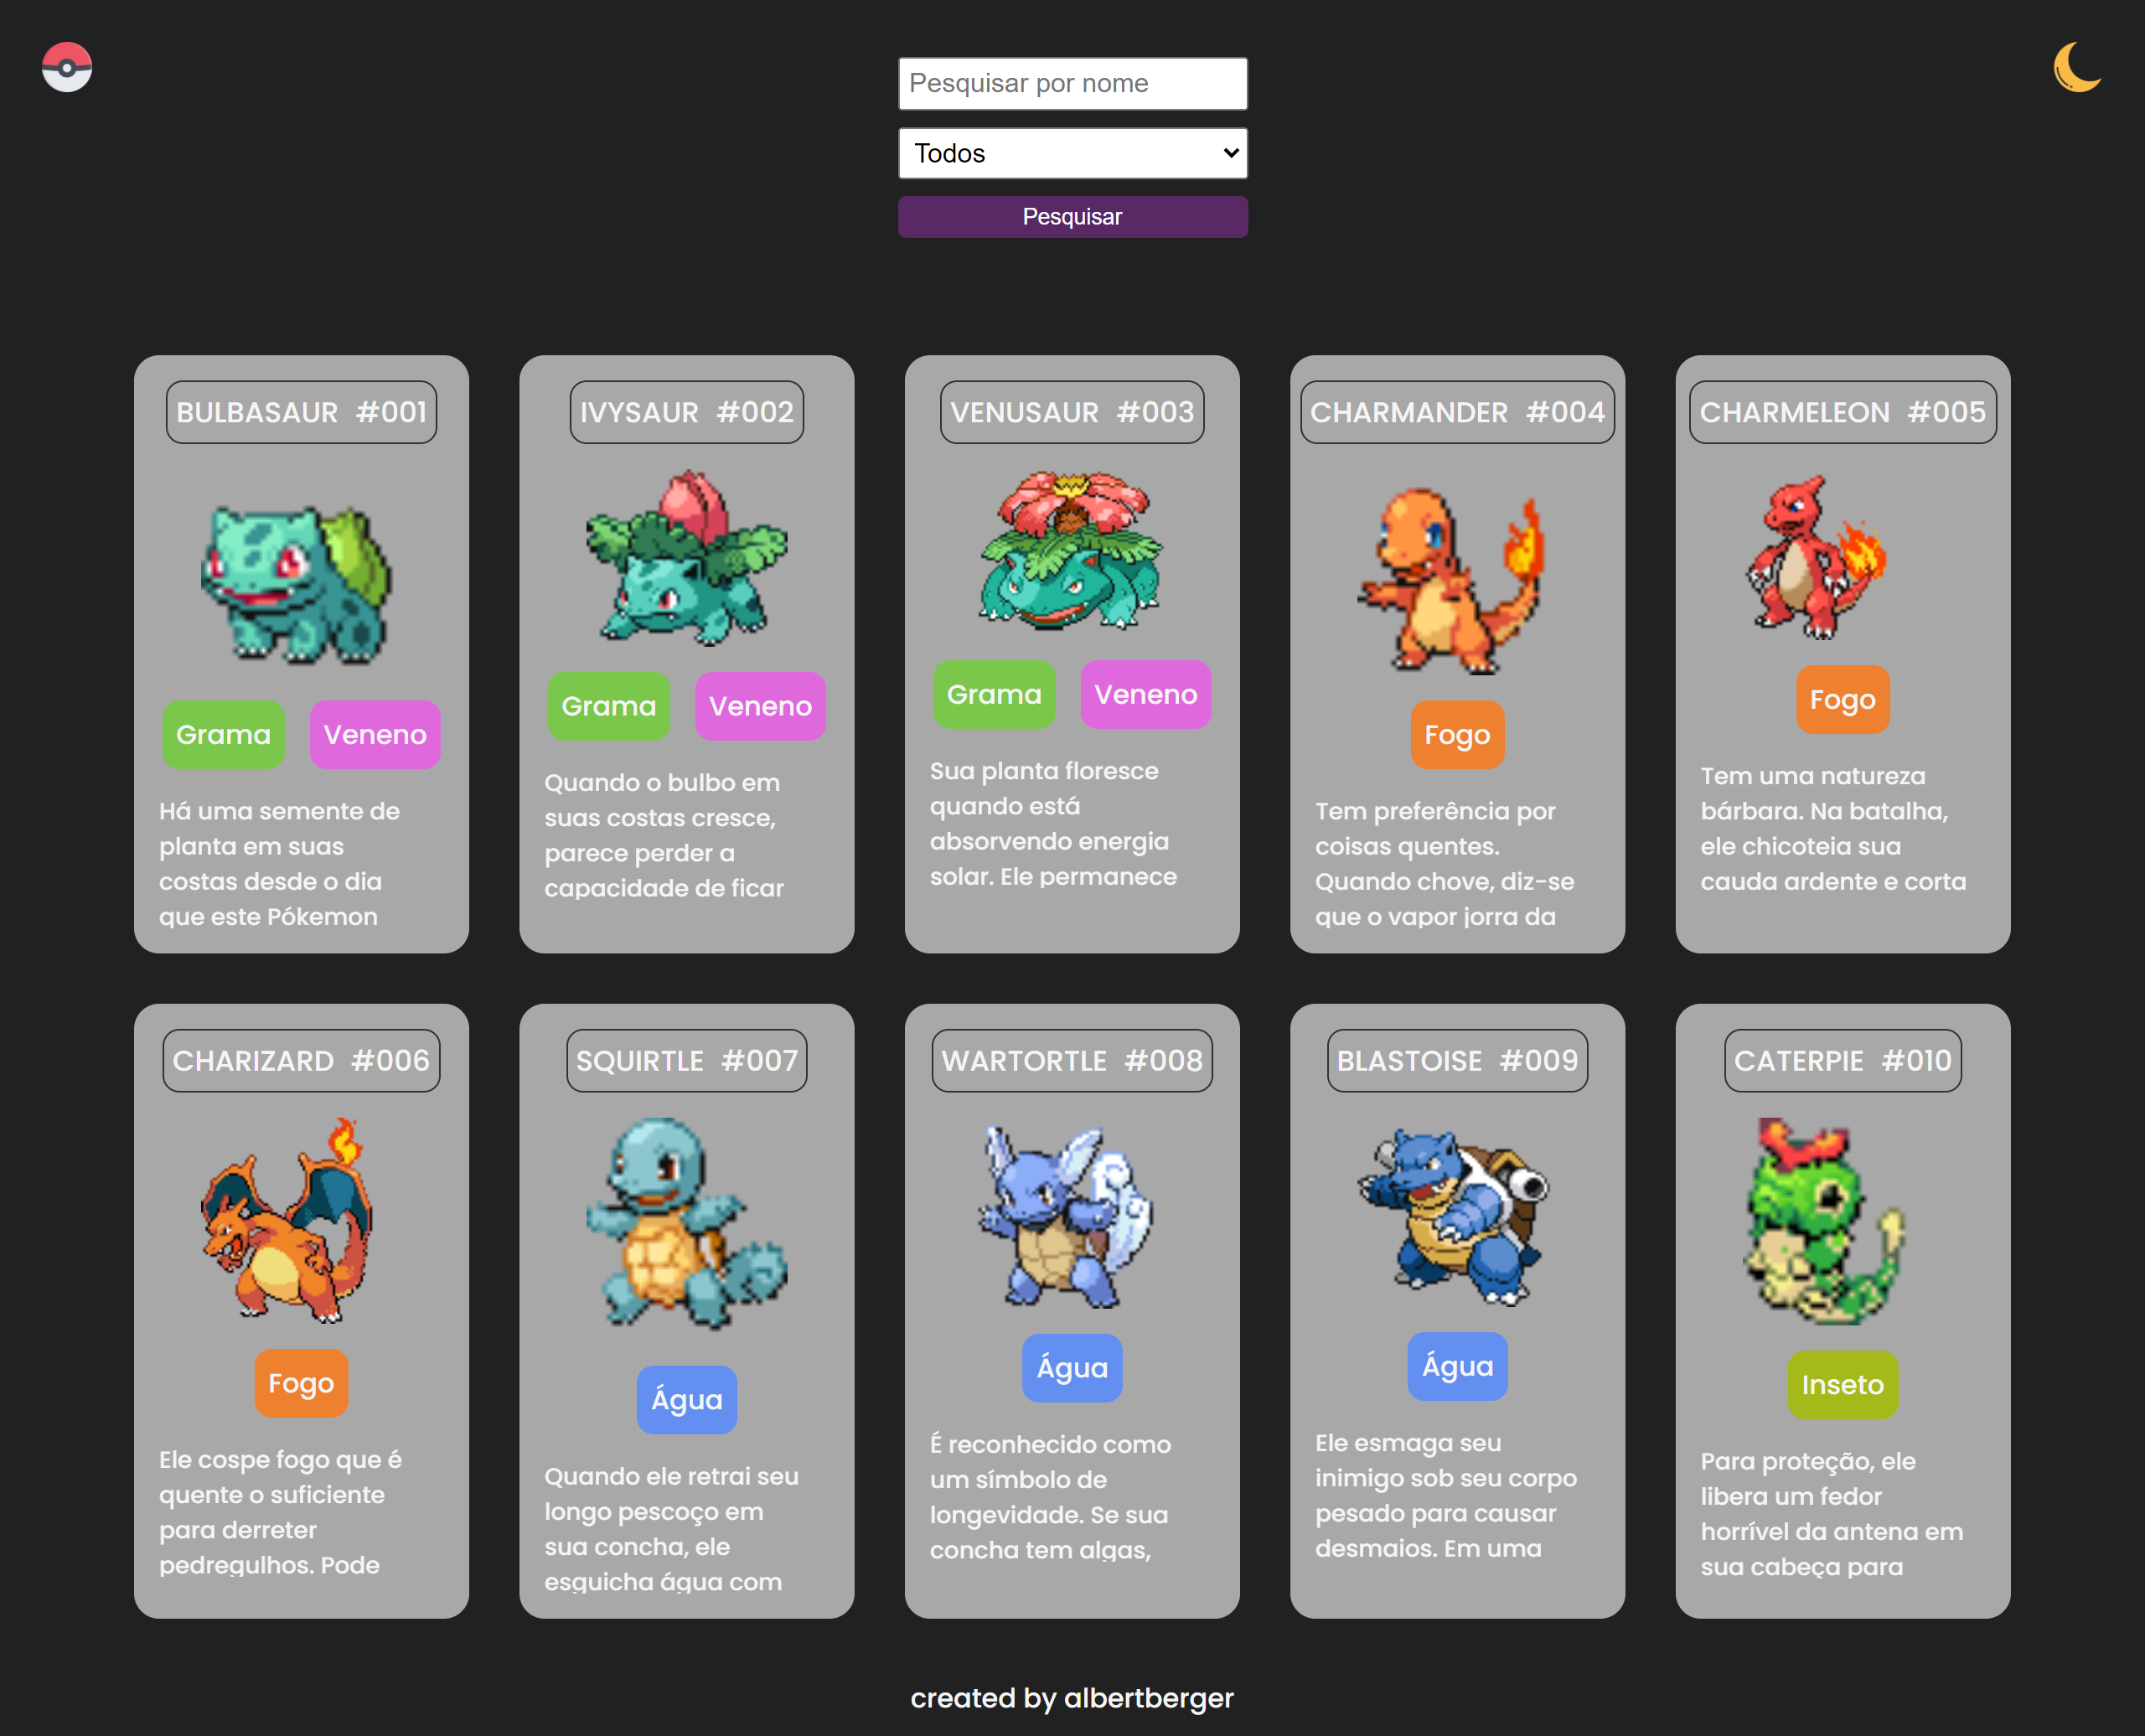 Pesquisar por nome
Todos
Pesquisar
BULBASAUR #001
Grama Veneno
Há uma semente de
planta em suas
costas desde o dia
que este Pókemon
IVYSAUR #002
Grama Veneno
Quando o bulbo em
suas costas cresce,
parece perder a
capacidade de ficar
VENUSAUR #003
Grama Veneno
Sua planta floresce
quando está
absorvendo energia
solar. Ele permanece
CHARMANDER #004
Fogo
Tem preferência por
coisas quentes.
Quando chove, diz-se
que o vapor jorra da
CHARMELEON #005
Fogo
Tem uma natureza
bárbara. Na batalha,
ele chicoteia sua
cauda ardente e corta
CHARIZARD #006
Fogo
Ele cospe fogo que é
quente o suficiente
para derreter
pedregulhos. Pode
SQUIRTLE #007
Água
Quando ele retrai seu
longo pescoço em
sua concha, ele
esguicha água com
WARTORTLE #008
Água
É reconhecido como
um símbolo de
longevidade. Se sua
concha tem algas,
BLASTOISE #009
Água
Ele esmaga seu
inimigo sob seu corpo
pesado para causar
desmaios. Em uma
CATERPIE #010
Inseto
Para proteção, ele
libera um fedor
horrível da antena em
sua cabeça para
created by albertberger